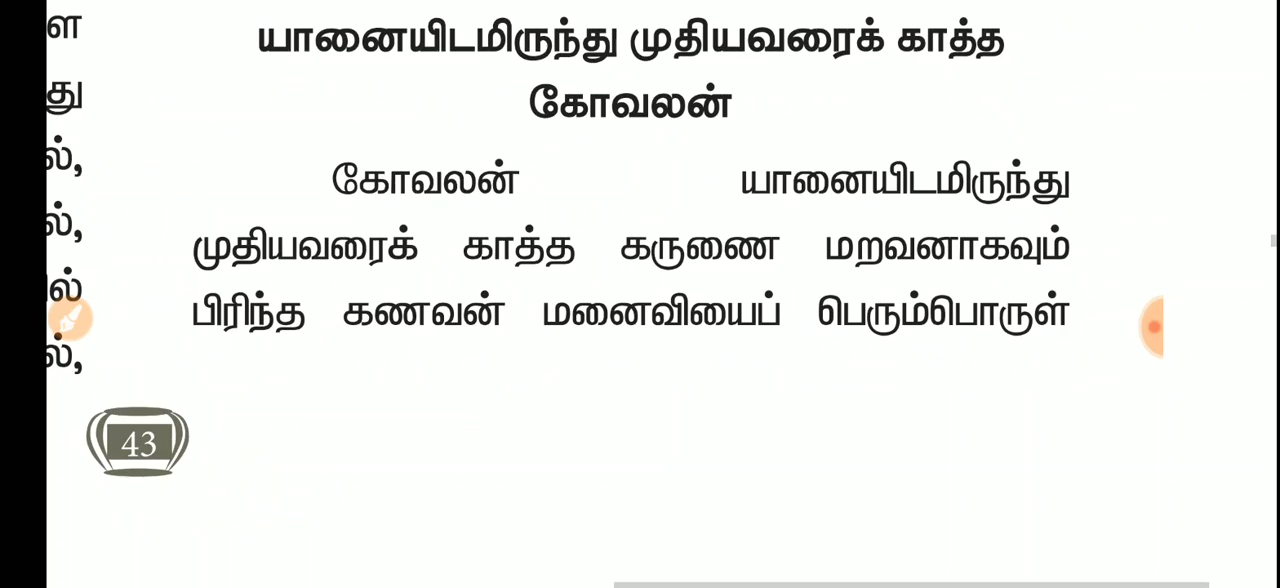 ள
து
ல்,
ல்,
ல்
ல்,
யானையிடமிருந்து முதியவரைக் காத்த
கோவலன்
கோவலன் யானையிடமிருந்து
முதியவரைக் காத்த கருணை மறவனாகவும்
பிரிந்த கணவன் மனைவியைப் பெரும்பொருள்
43